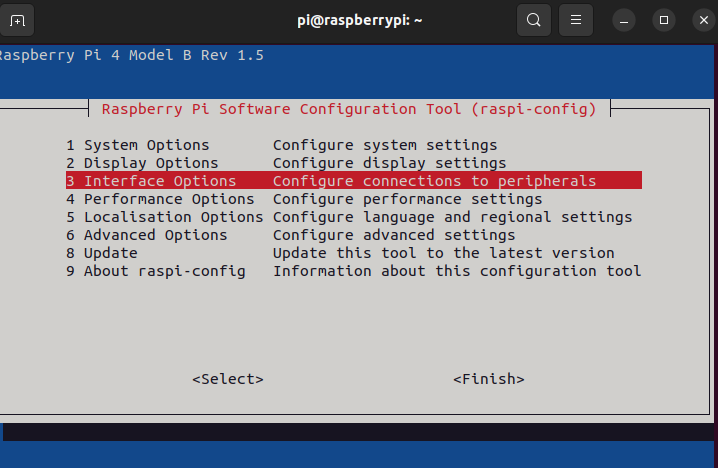 pi@raspberrypi: ~
Raspberry Pi 4 Model B Rev 1.5
Raspberry Pi Software Configuration Tool (raspi-config)
1 System Options Configure system settings
2 Display Options Configure display settings
3 Interface Options Configure connections to peripherals
4 Performance Options Configure performance settings
5 Localisation Options Configure language and regional settings
6 Advanced Options Configure advanced settings
8 Update Update this tool to the latest version
9 About raspi-config Information about this configuration tool
<Select> <Finish>